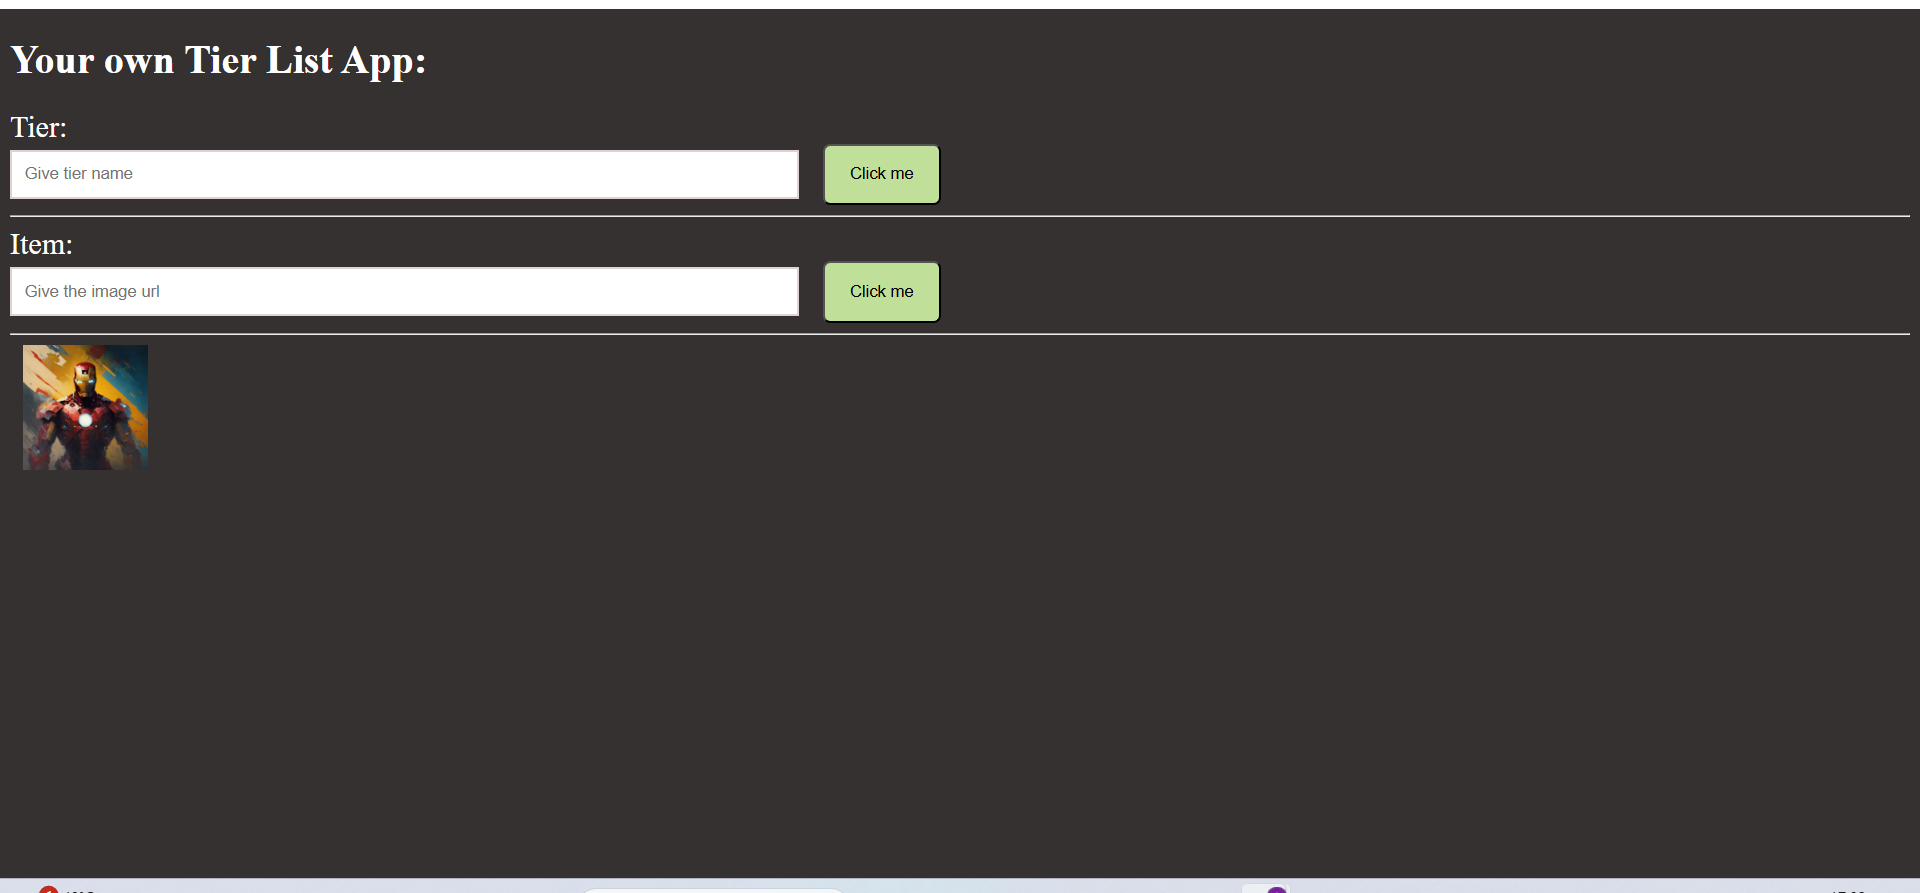 Your own Tier List App:
Tier:
Give tier name
Click me
Item:
Give the image url
Click me